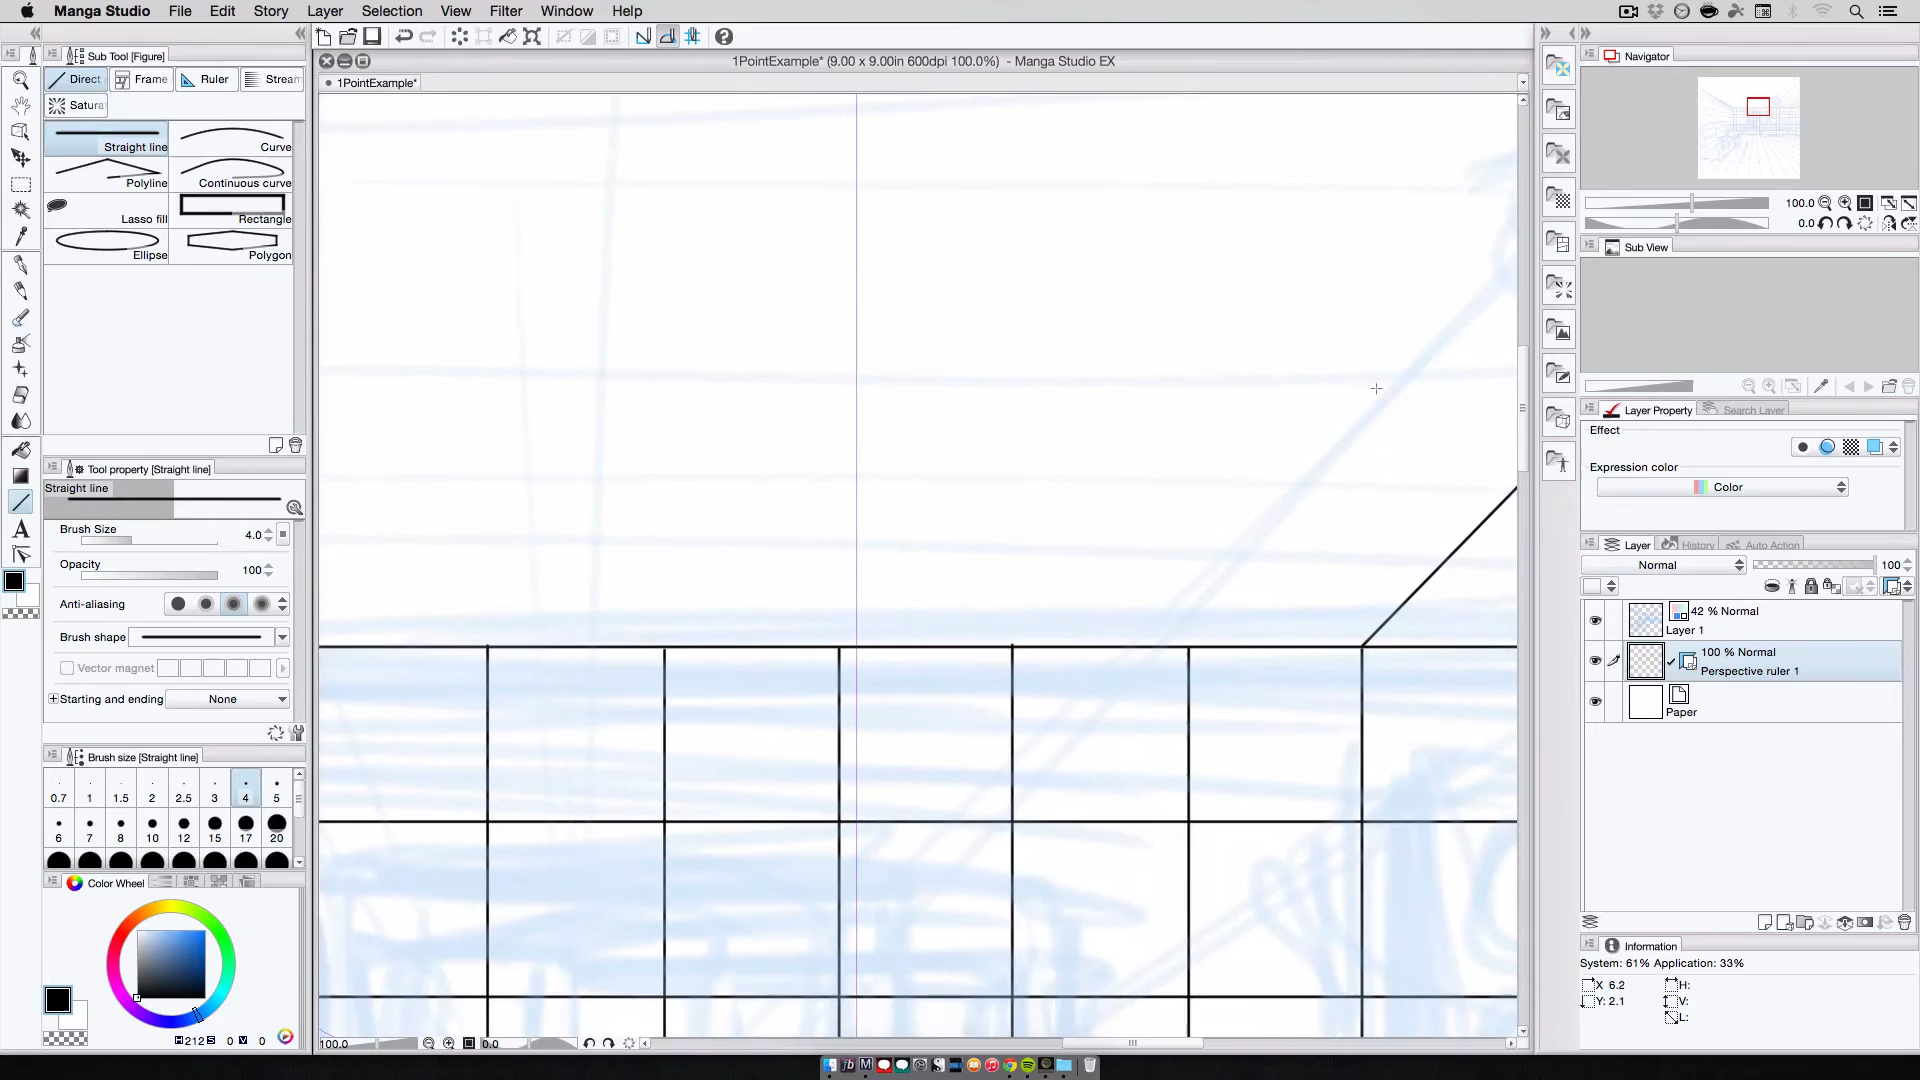 Manga Studio File Edit Story Layer Selection View Filter Window Help
1PointExample* (9.00 x 9.00in 600dpi 100.0%) - Manga Studio EX
1PointExample*
Sub Tool [Figure]
Direct Frame Ruler Stream
Satura
Straight line Curve
Polyline Continuous curve
Lasso fill Rectangle
Ellipse Polygon
Tool property [Straight line]
Straight line
Brush Size 4.0
Opacity 100
Anti-aliasing
Brush shape
Vector magnet
Starting and ending None
Brush size [Straight line]
0.7 1 1.5 2 2.5 3 4 5
6 7 8 10 12 15 17 20
Color Wheel
H 212 S 0 V 0
100.0 0.0
Navigator
100.0
0.0
Sub View
Layer Property Search Layer
Effect
Expression color
Color
Layer History Auto Action
Normal 100
42 % Normal
Layer 1
100 % Normal
Perspective ruler 1
Paper
Information
System: 61% Application: 33%
X 6.2 H:
Y: 2.1 V:
L: